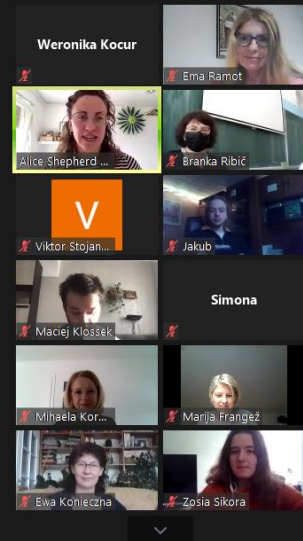 Weronika Kocur
Ema Ramot
Alice Shepherd ...
Branka Ribič
V
Viktor Stojan...
Jakub
Maciej Klossek
Simona
Mihaela Kor...
Marija Frangež
Ewa Konieczna
Zosia Sikora